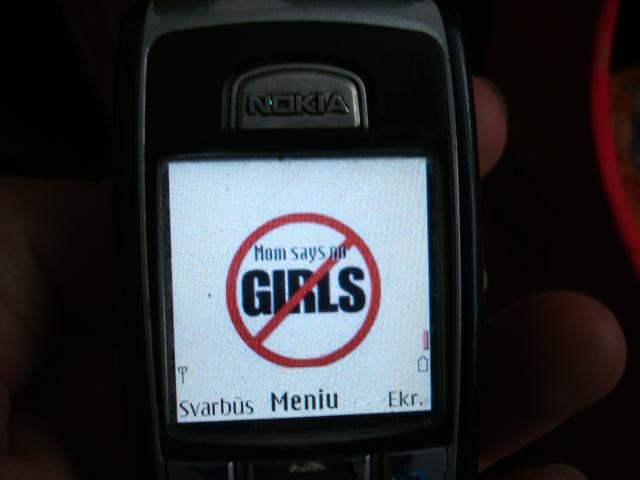 NOKIA
Mom says no
GIRLS
Svarbūs Meniu Ekr.